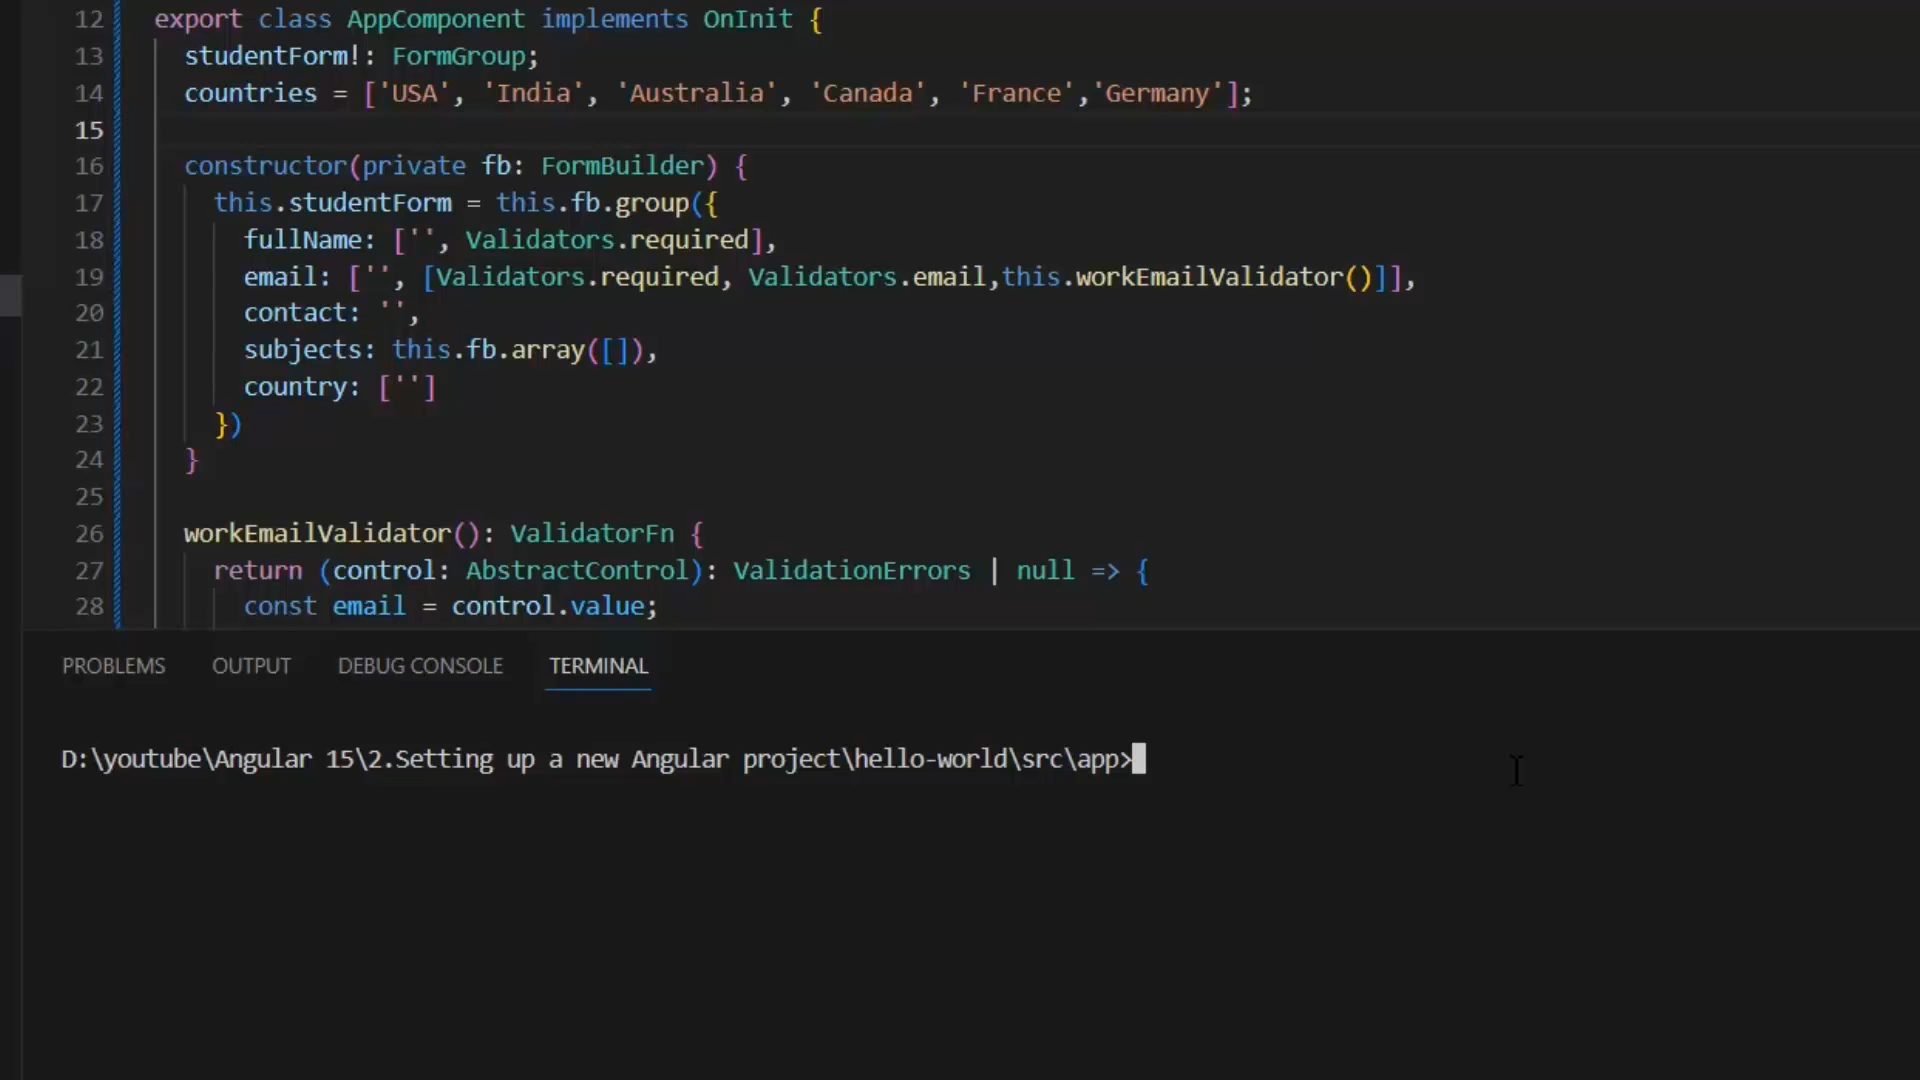 12 export class AppComponent implements OnInit {
13 studentForm!: FormGroup;
14 countries = ['USA', 'India', 'Australia', 'Canada', 'France','Germany'];
15
16 constructor(private fb: FormBuilder) {
17 this.studentForm = this.fb.group({
18 fullName: ['', Validators.required],
19 email: ['', [Validators.required, Validators.email,this.workEmailValidator()]],
20 contact: '',
21 subjects: this.fb.array([]),
22 country: ['']
23 })
24 }
25
26 workEmailValidator(): ValidatorFn {
27 return (control: AbstractControl): ValidationErrors | null => {
28 const email = control.value;
PROBLEMS OUTPUT DEBUG CONSOLE TERMINAL
D:\youtube\Angular 15\2.Setting up a new Angular project\hello-world\src\app>